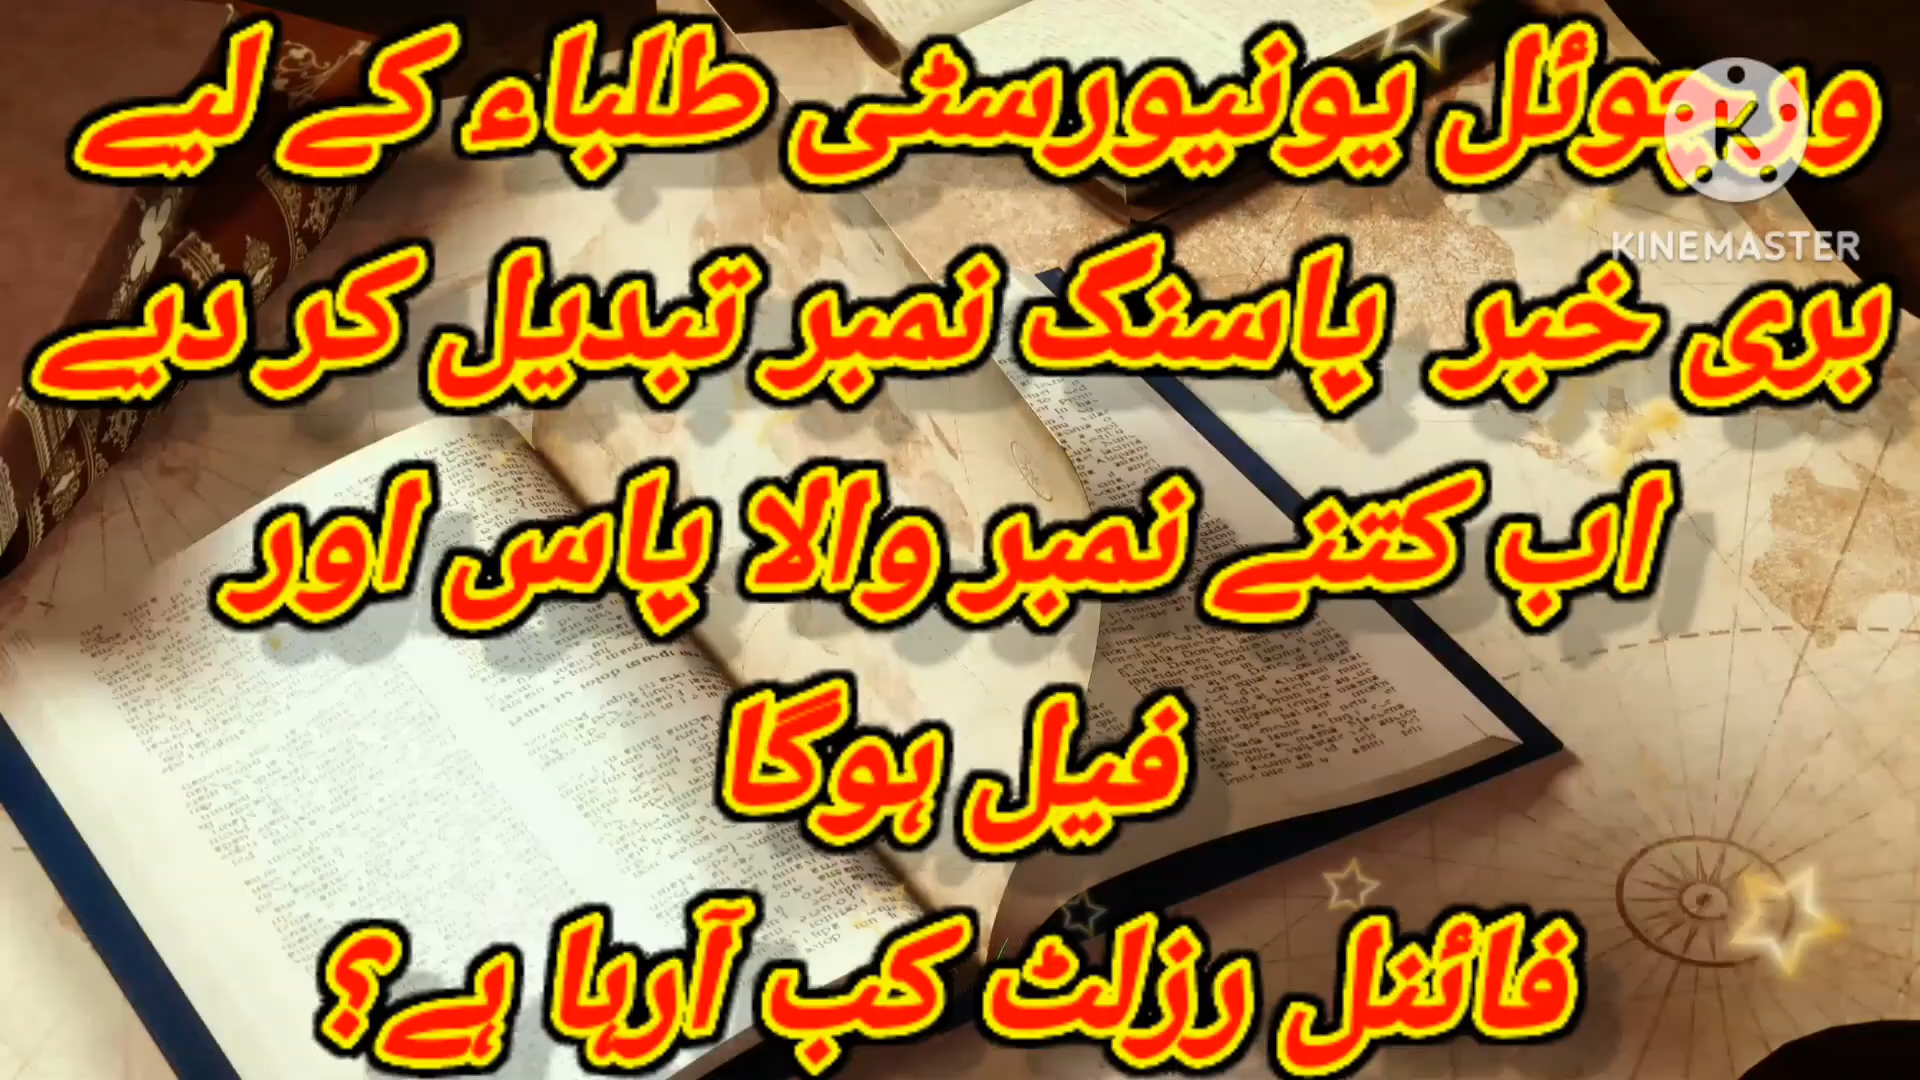 ورچوئل یونیورسٹی طلباء کے لیے
KINEMASTER
بری خبر پاسنگ نمبر تبدیل کر دیے
اب کتنے نمبر والا پاس اور
فیل ہوگا
فائنل رزلٹ کب آرہا ہے؟